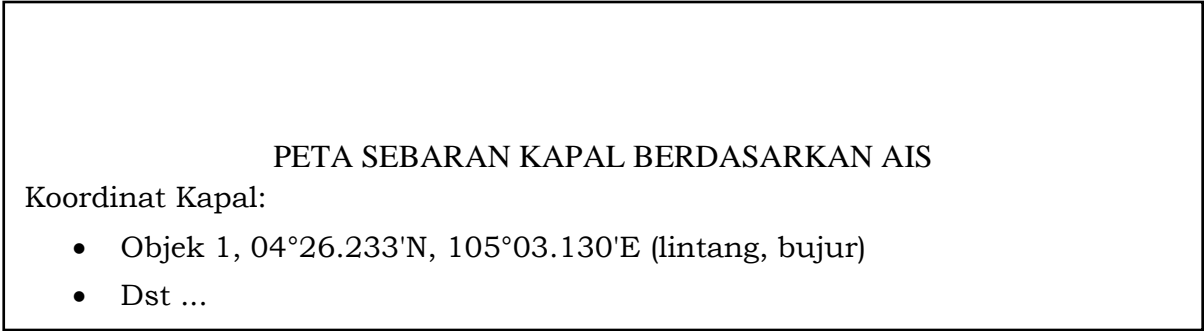 PETA SEBARAN KAPAL BERDASARKAN AIS
Koordinat Kapal:
• Objek 1, 04°26.233'N, 105°03.130'E (lintang, bujur)
• Dst ...